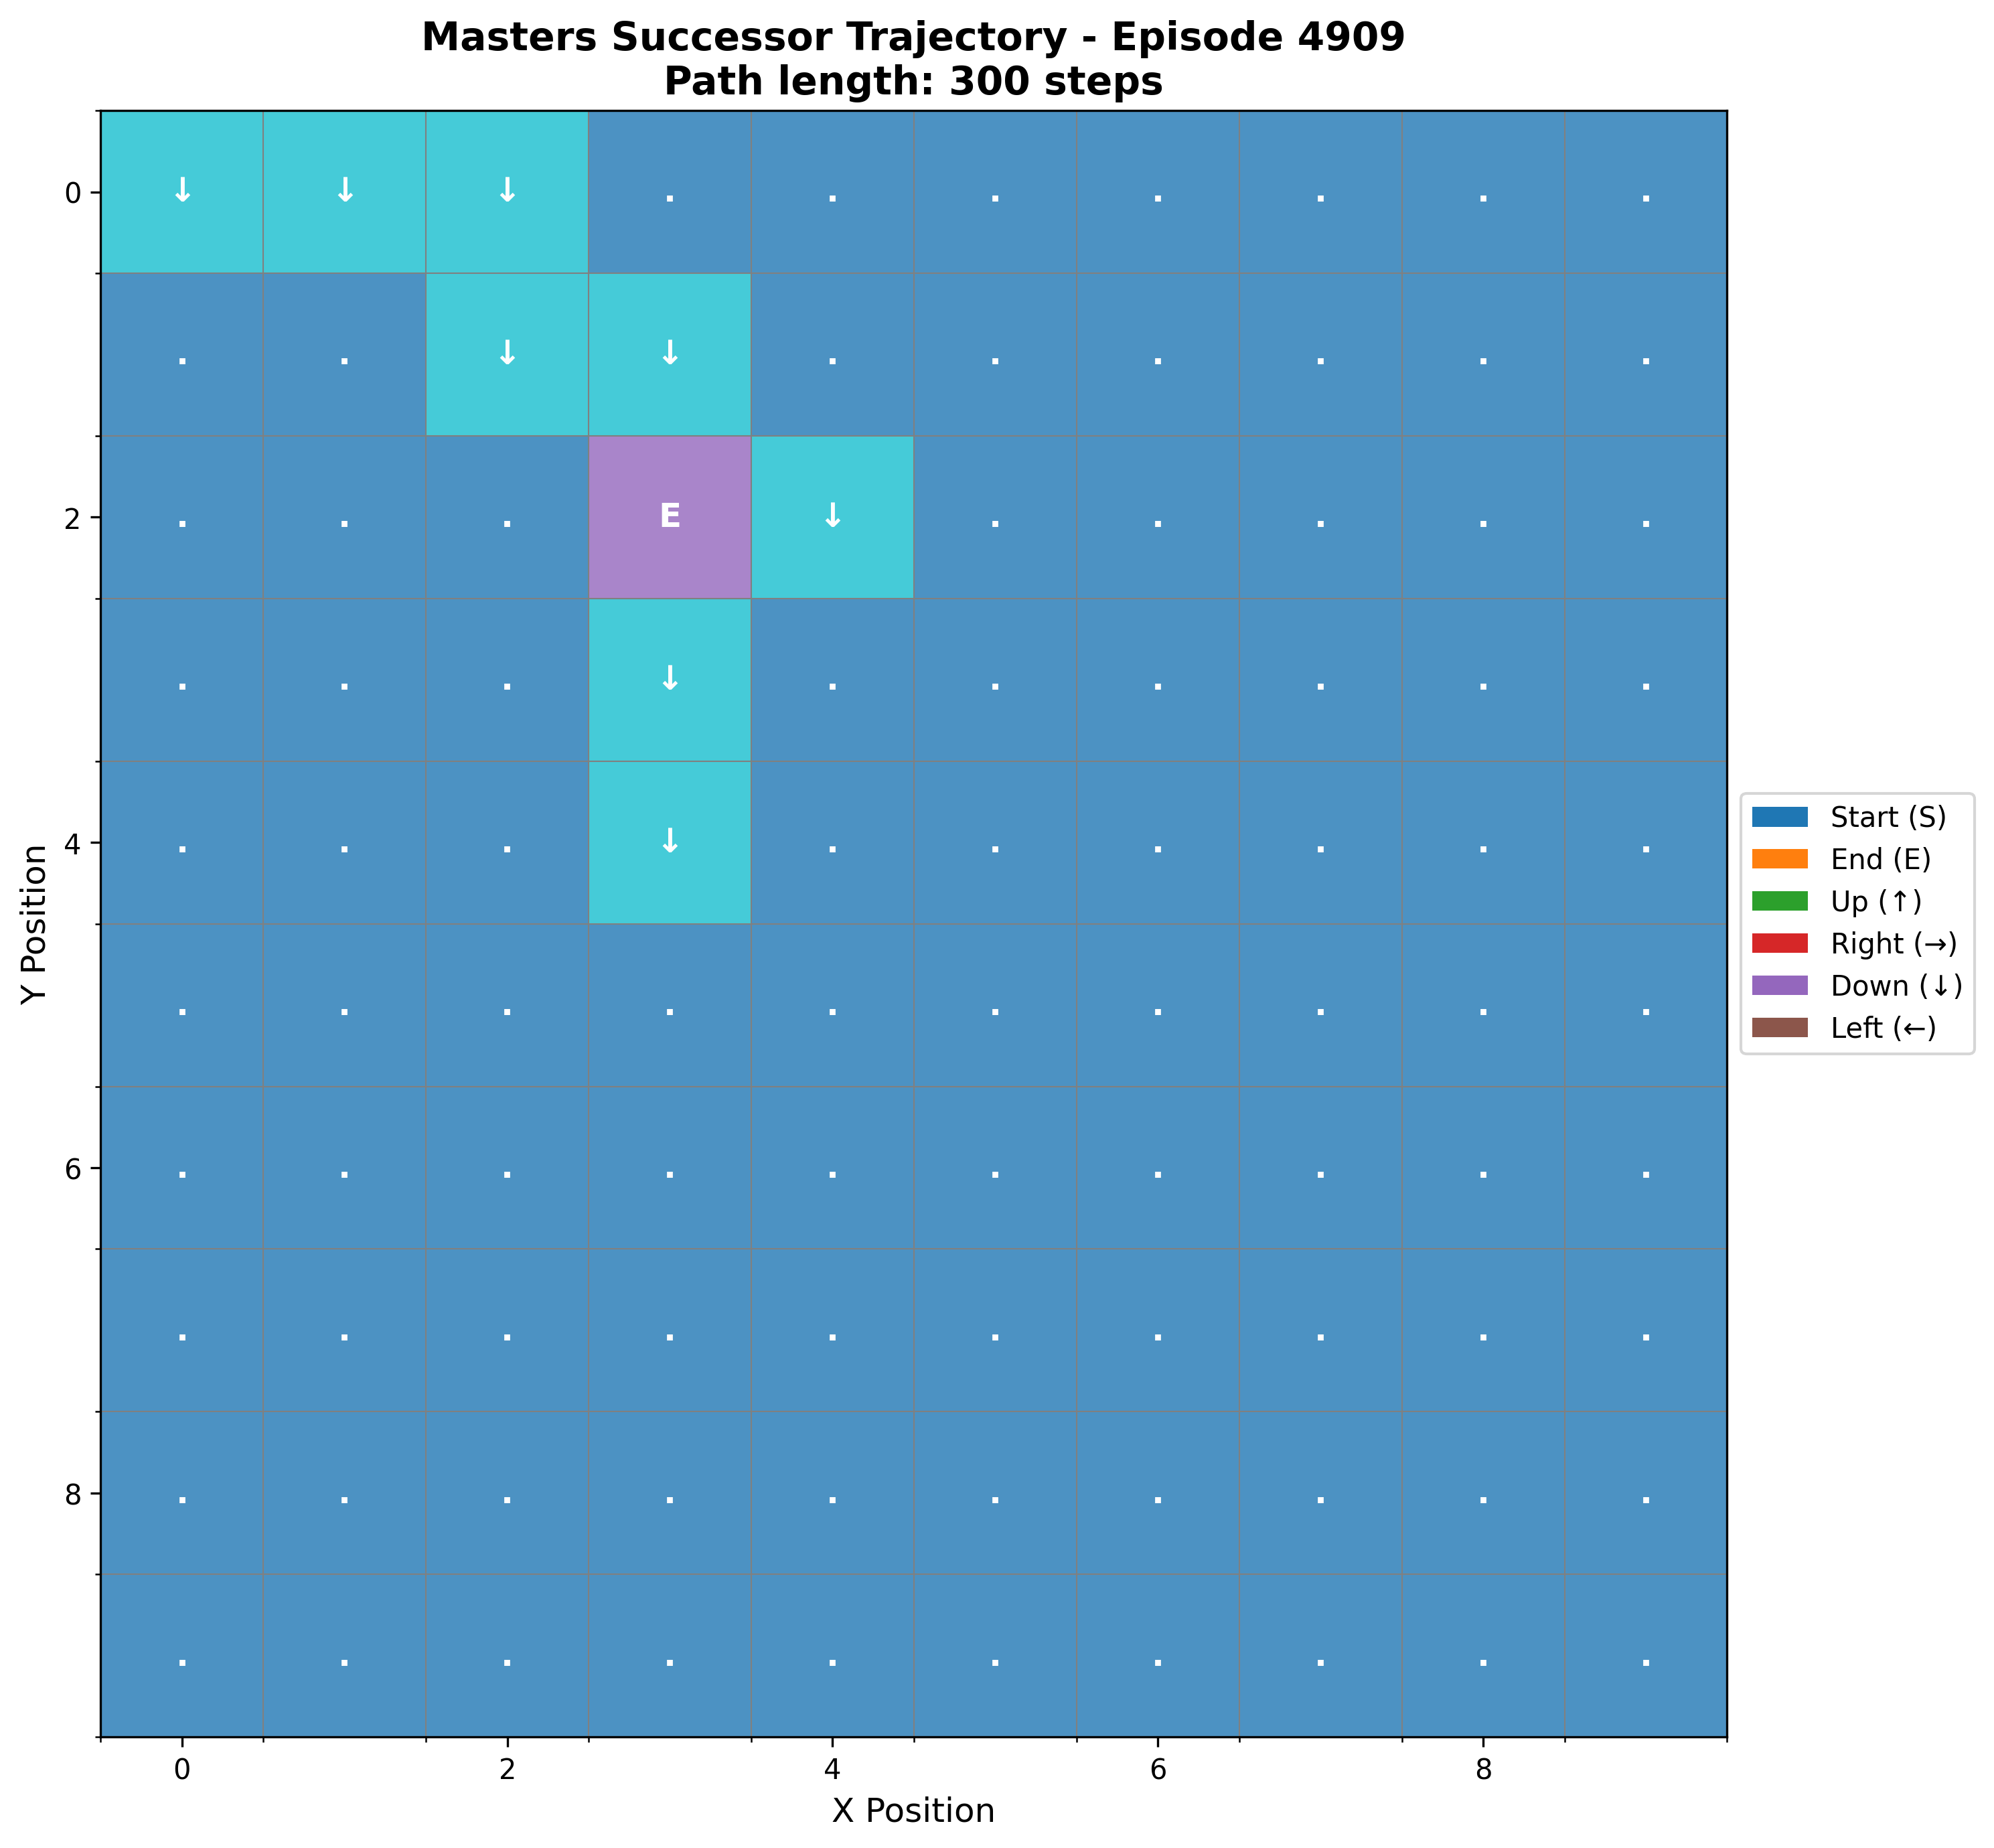 Masters Successor Trajectory - Episode 4909
Path length: 300 steps
0 ↓ ↓ ↓ . . . . . . .
. . ↓ ↓ . . . . . .
2 . . . E ↓ . . . . .
. . . ↓ . . . . . .
4 . . . ↓ . . . . . .
. . . . . . . . . .
6 . . . . . . . . . .
. . . . . . . . . .
8 . . . . . . . . . .
. . . . . . . . . .
0 2 4 6 8
X Position
Y Position
Start (S)
End (E)
Up (↑)
Right (→)
Down (↓)
Left (←)